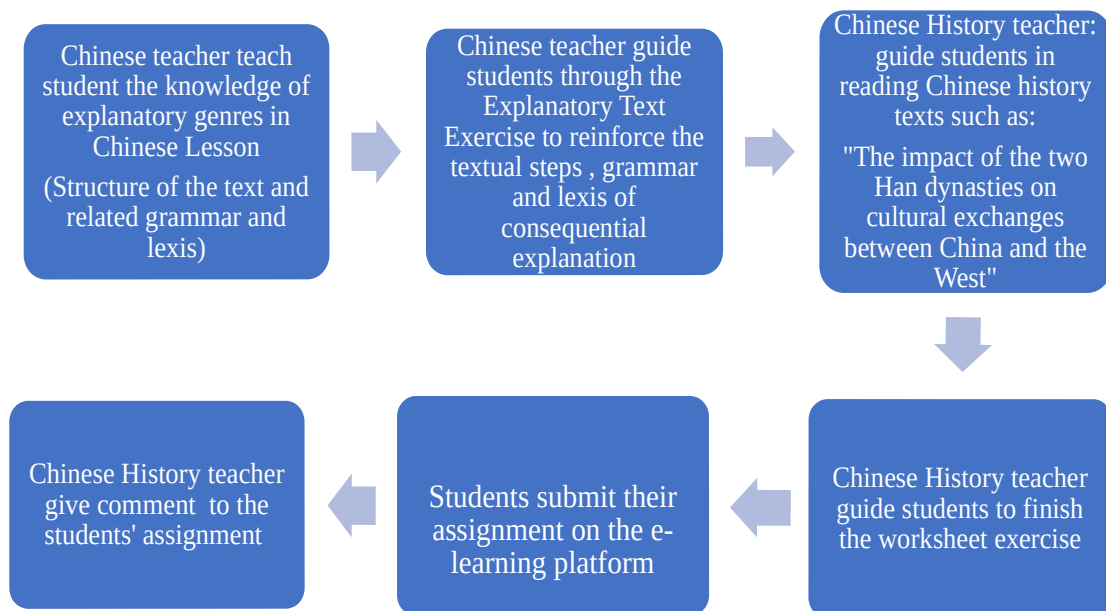 Chinese teacher teach
student the knowledge of
explanatory genres in
Chinese Lesson
(Structure of the text and
related grammar and
lexis)
Chinese teacher guide
students through the
Explanatory Text
Exercise to reinforce the
textual steps , grammar
and lexis of
consequential
explanation
Chinese History teacher:
guide students in
reading Chinese history
texts such as:
"The impact of the two
Han dynasties on
cultural exchanges
between China and the
West"
Chinese History teacher
guide students to finish
the worksheet exercise
Students submit their
assignment on the e-
learning platform
Chinese History teacher
give comment to the
students' assignment